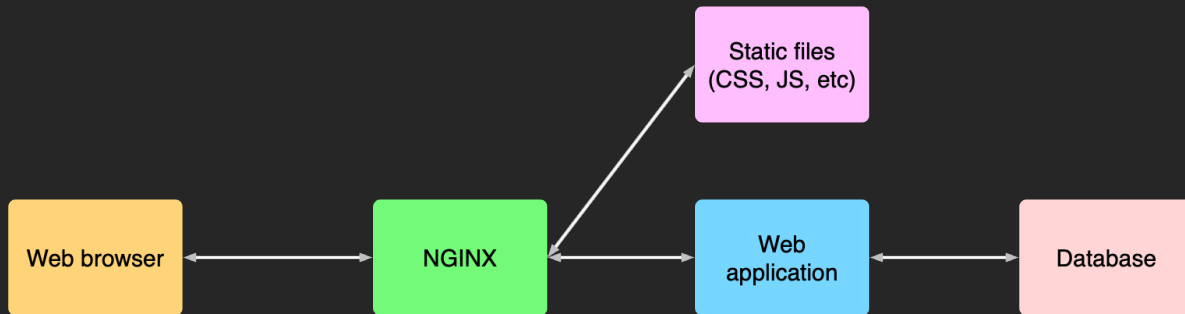 Static files
(CSS, JS, etc)
Web browser
NGINX
Web
application
Database